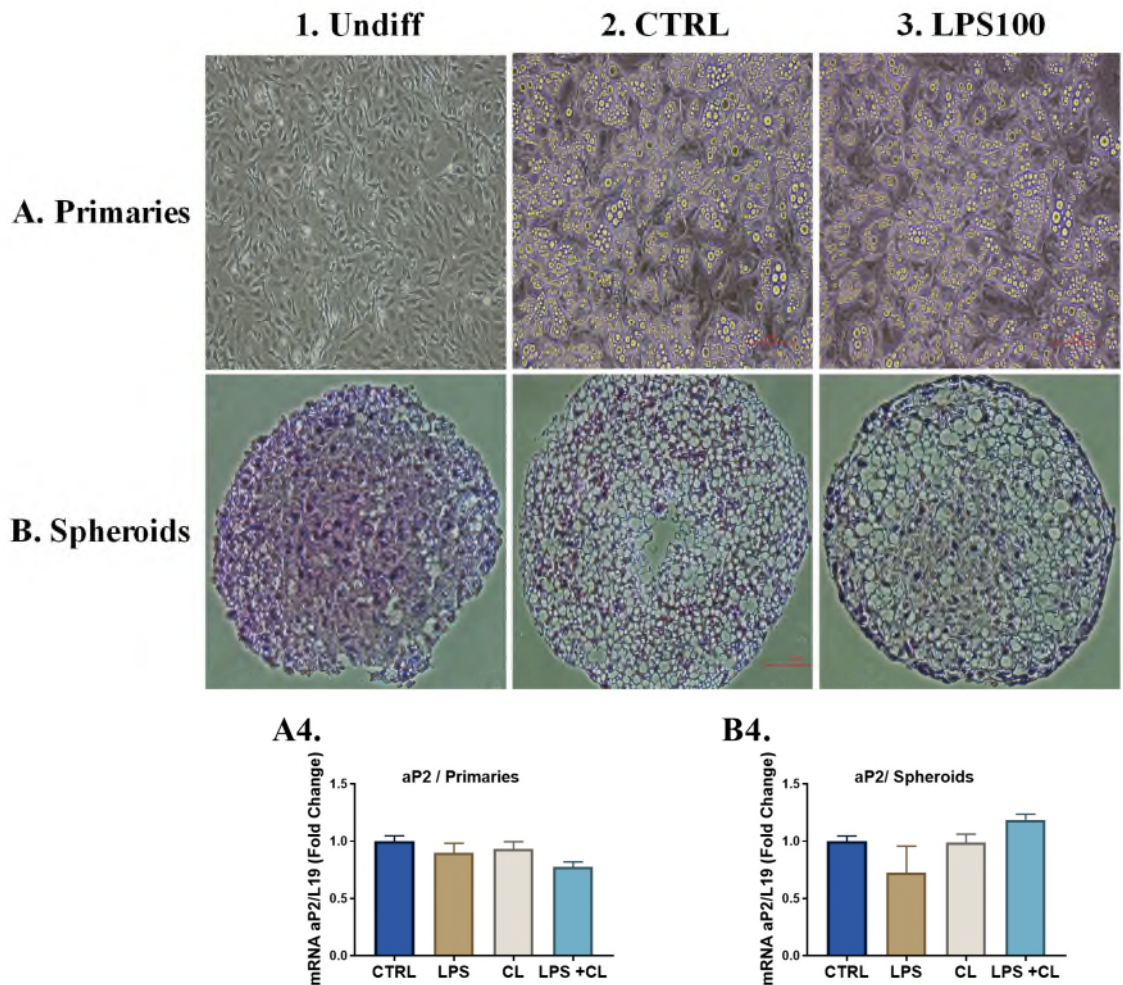 1. Undiff
2. CTRL
3. LPS100
A. Primaries
B. Spheroids
A4.
aP2 / Primaries
mRNA aP2/L19 (Fold Change)
1.5
1.0
0.5
0.0
CTRL LPS CL LPS +CL
B4.
aP2/ Spheroids
mRNA aP2/L19 (Fold Change)
1.5
1.0
0.5
0.0
CTRL LPS CL LPS +CL